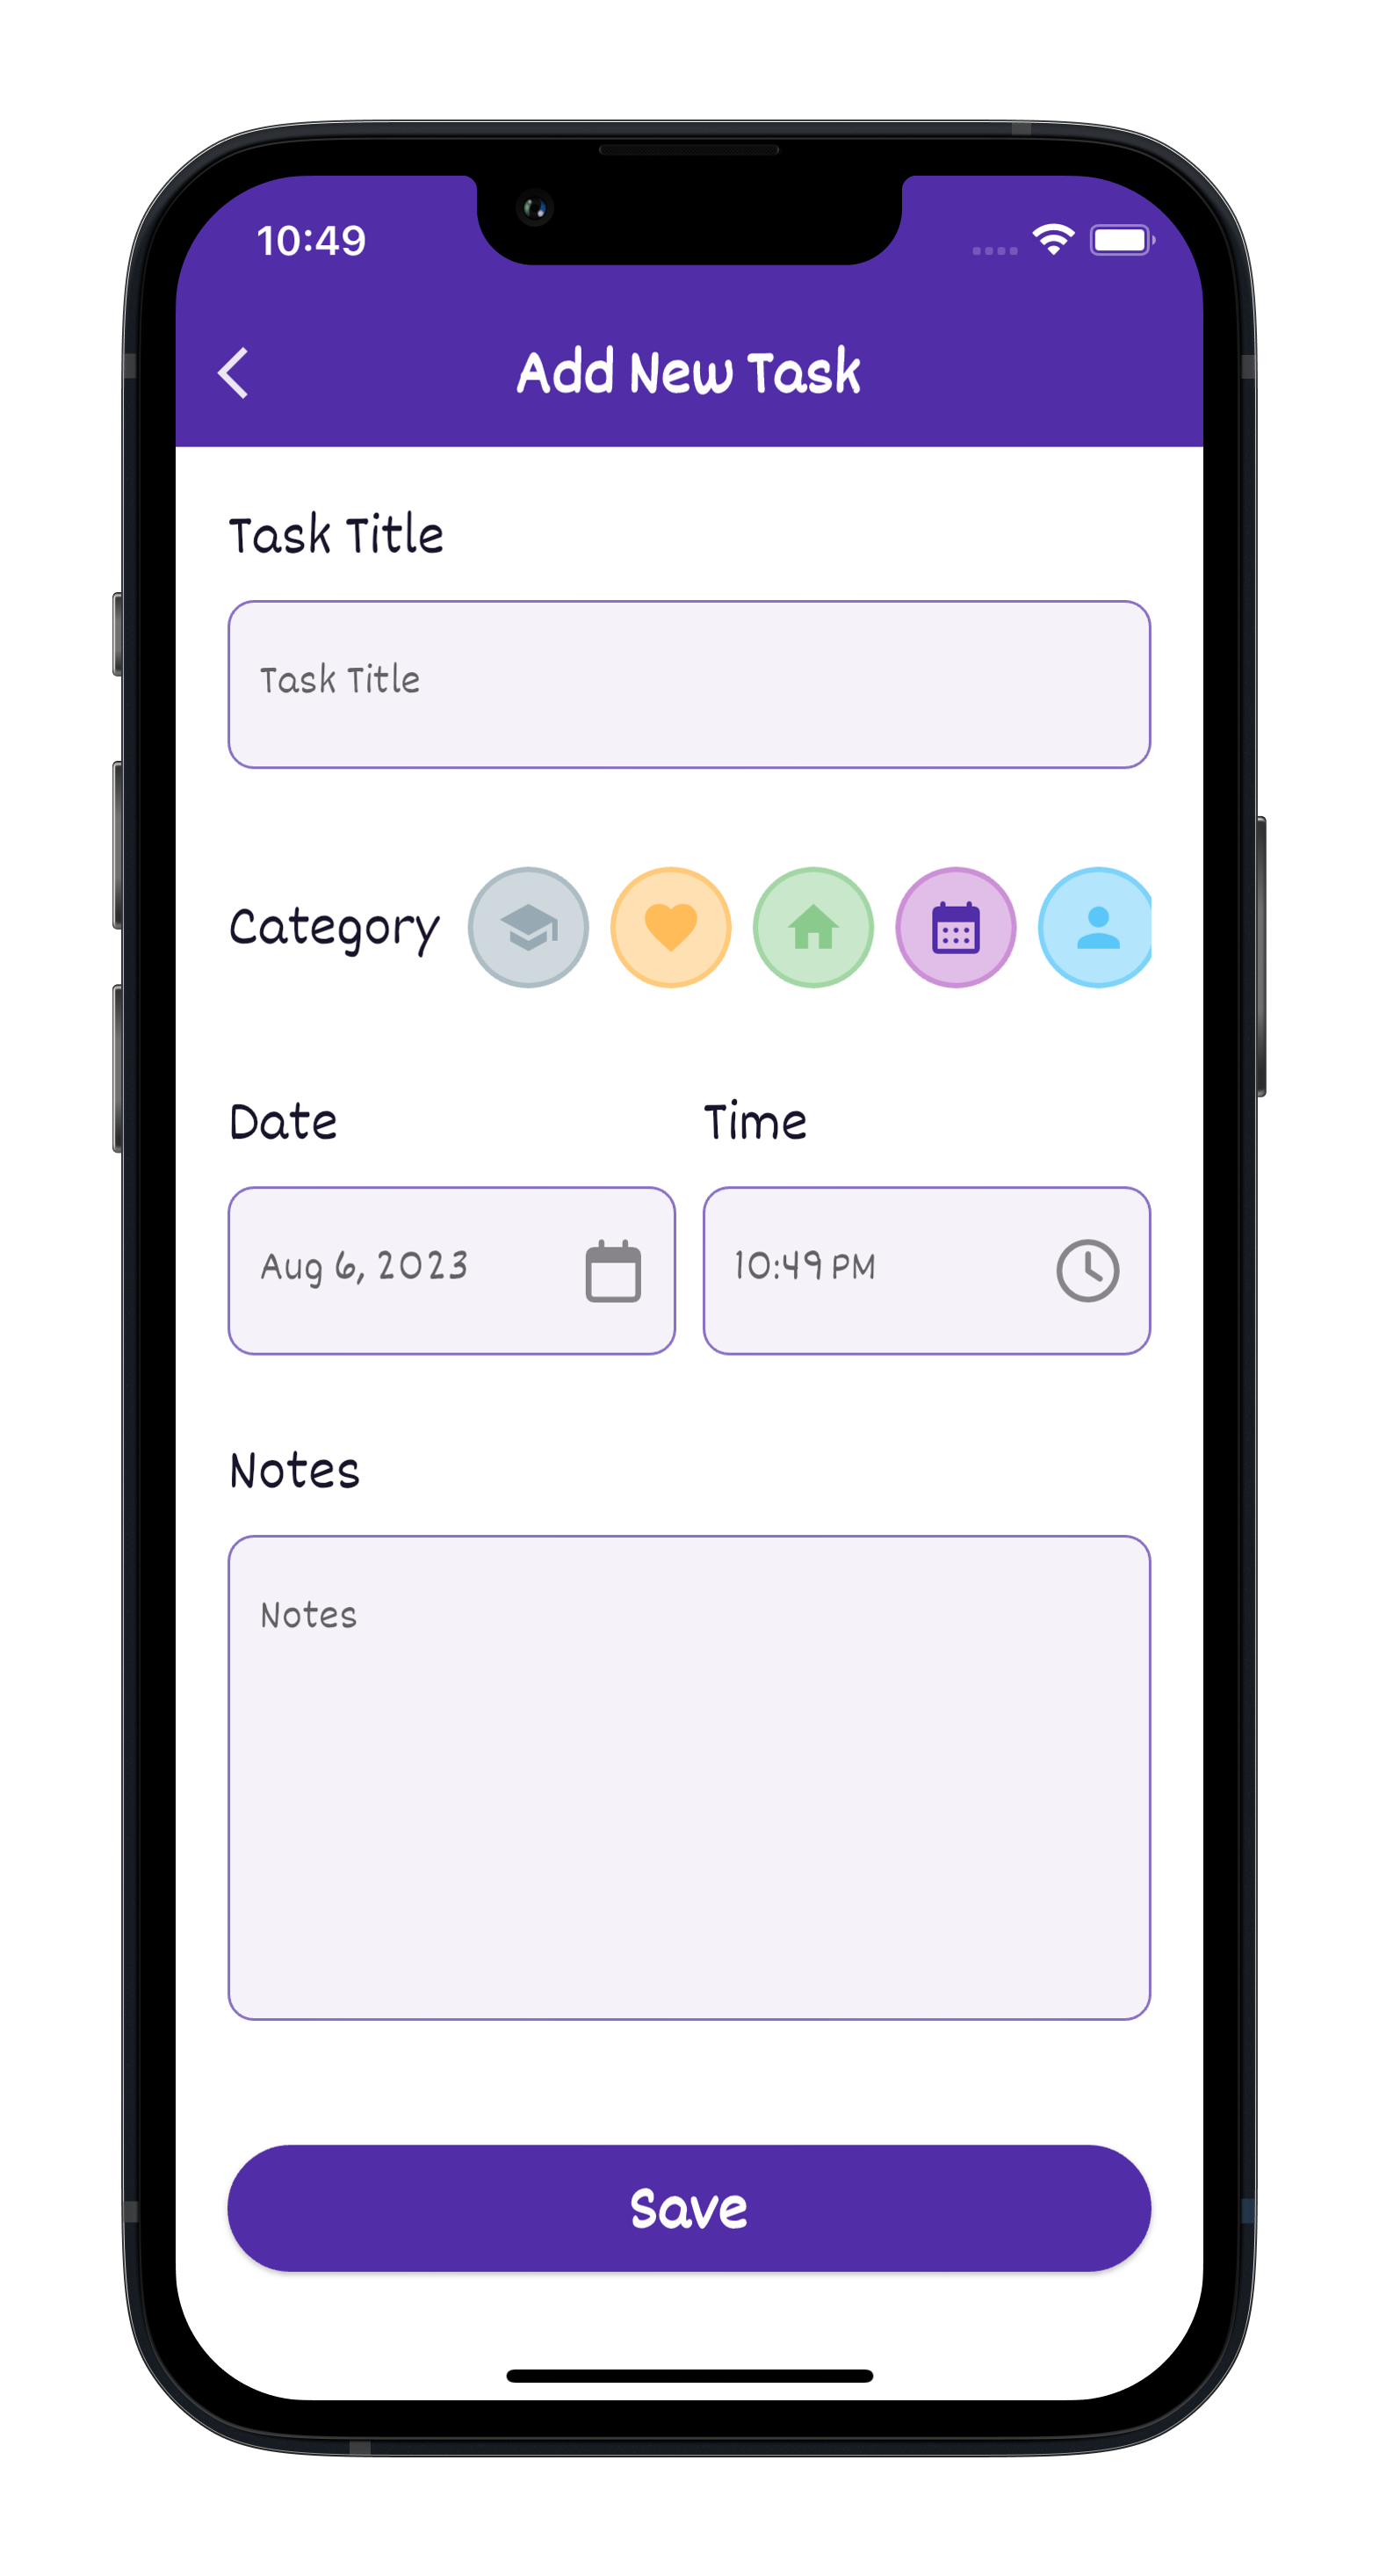 10:49
Add New Task
Task Title
Task Title
Category
Date Time
Aug 6, 2023 10:49 PM
Notes
Notes
Save